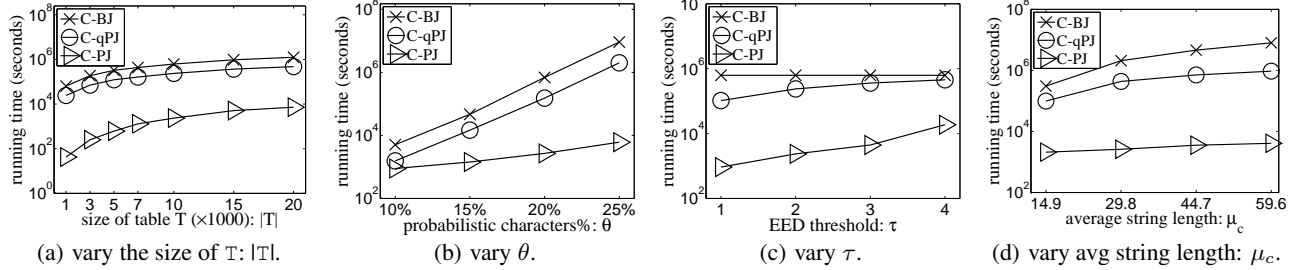 10^8
10^6
10^4
10^2
10^0
running time (seconds)
C-BJ
C-qPJ
C-PJ
1 3 5 7 10 15 20
size of table T (×1000): |T|
(a) vary the size of T: |T|.
10^6
10^4
10^2
running time (seconds)
C-BJ
C-qPJ
C-PJ
10% 15% 20% 25%
probabilistic characters%: θ
(b) vary θ.
10^8
10^6
10^4
10^2
running time (seconds)
C-BJ
C-qPJ
C-PJ
1 2 3 4
EED threshold: τ
(c) vary τ.
10^8
10^6
10^4
10^2
10^0
running time (seconds)
C-BJ
C-qPJ
C-PJ
14.9 29.8 44.7 59.6
average string length: μ_c
(d) vary avg string length: μ_c.